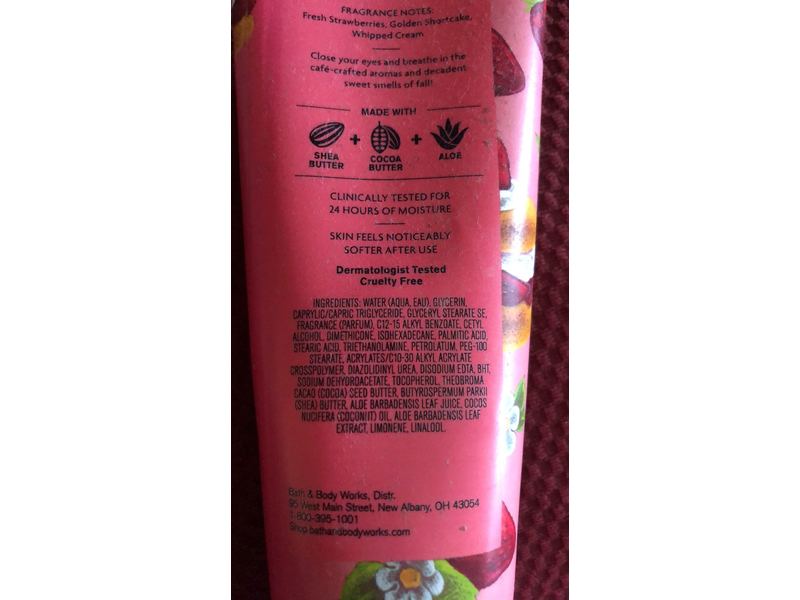 FRAGRANCE NOTES:
Fresh Strawberries, Golden Shortcake,
Whipped Cream
Close your eyes and breathe in the
café-crafted aromas and decadent
sweet smells of fall!
MADE WITH
SHEA BUTTER + COCOA BUTTER + ALOE
CLINICALLY TESTED FOR
24 HOURS OF MOISTURE
SKIN FEELS NOTICEABLY
SOFTER AFTER USE
Dermatologist Tested
Cruelty Free
INGREDIENTS: WATER (AQUA, EAU), GLYCERIN,
CAPRYLIC/CAPRIC TRIGLYCERIDE, GLYCERYL STEARATE SE,
FRAGRANCE (PARFUM), C12-15 ALKYL BENZOATE, CETYL
ALCOHOL, DIMETHICONE, ISOHEXADECANE, PALMITIC ACID,
STEARIC ACID, TRIETHANOLAMINE, PETROLATUM, PEG-100
STEARATE, ACRYLATES/C10-30 ALKYL ACRYLATE
CROSSPOLYMER, DIAZOLIDINYL UREA, DISODIUM EDTA, BHT,
SODIUM DEHYDROACETATE, TOCOPHEROL, THEOBROMA
CACAO (COCOA) SEED BUTTER, BUTYROSPERMUM PARKII
(SHEA) BUTTER, ALOE BARBADENSIS LEAF JUICE, COCOS
NUCIFERA (COCONUT) OIL, ALOE BARBADENSIS LEAF
EXTRACT, LIMONENE, LINALOOL.
Bath & Body Works, Distr.
95 West Main Street, New Albany, OH 43054
1-800-395-1001
Shop bathandbodyworks.com